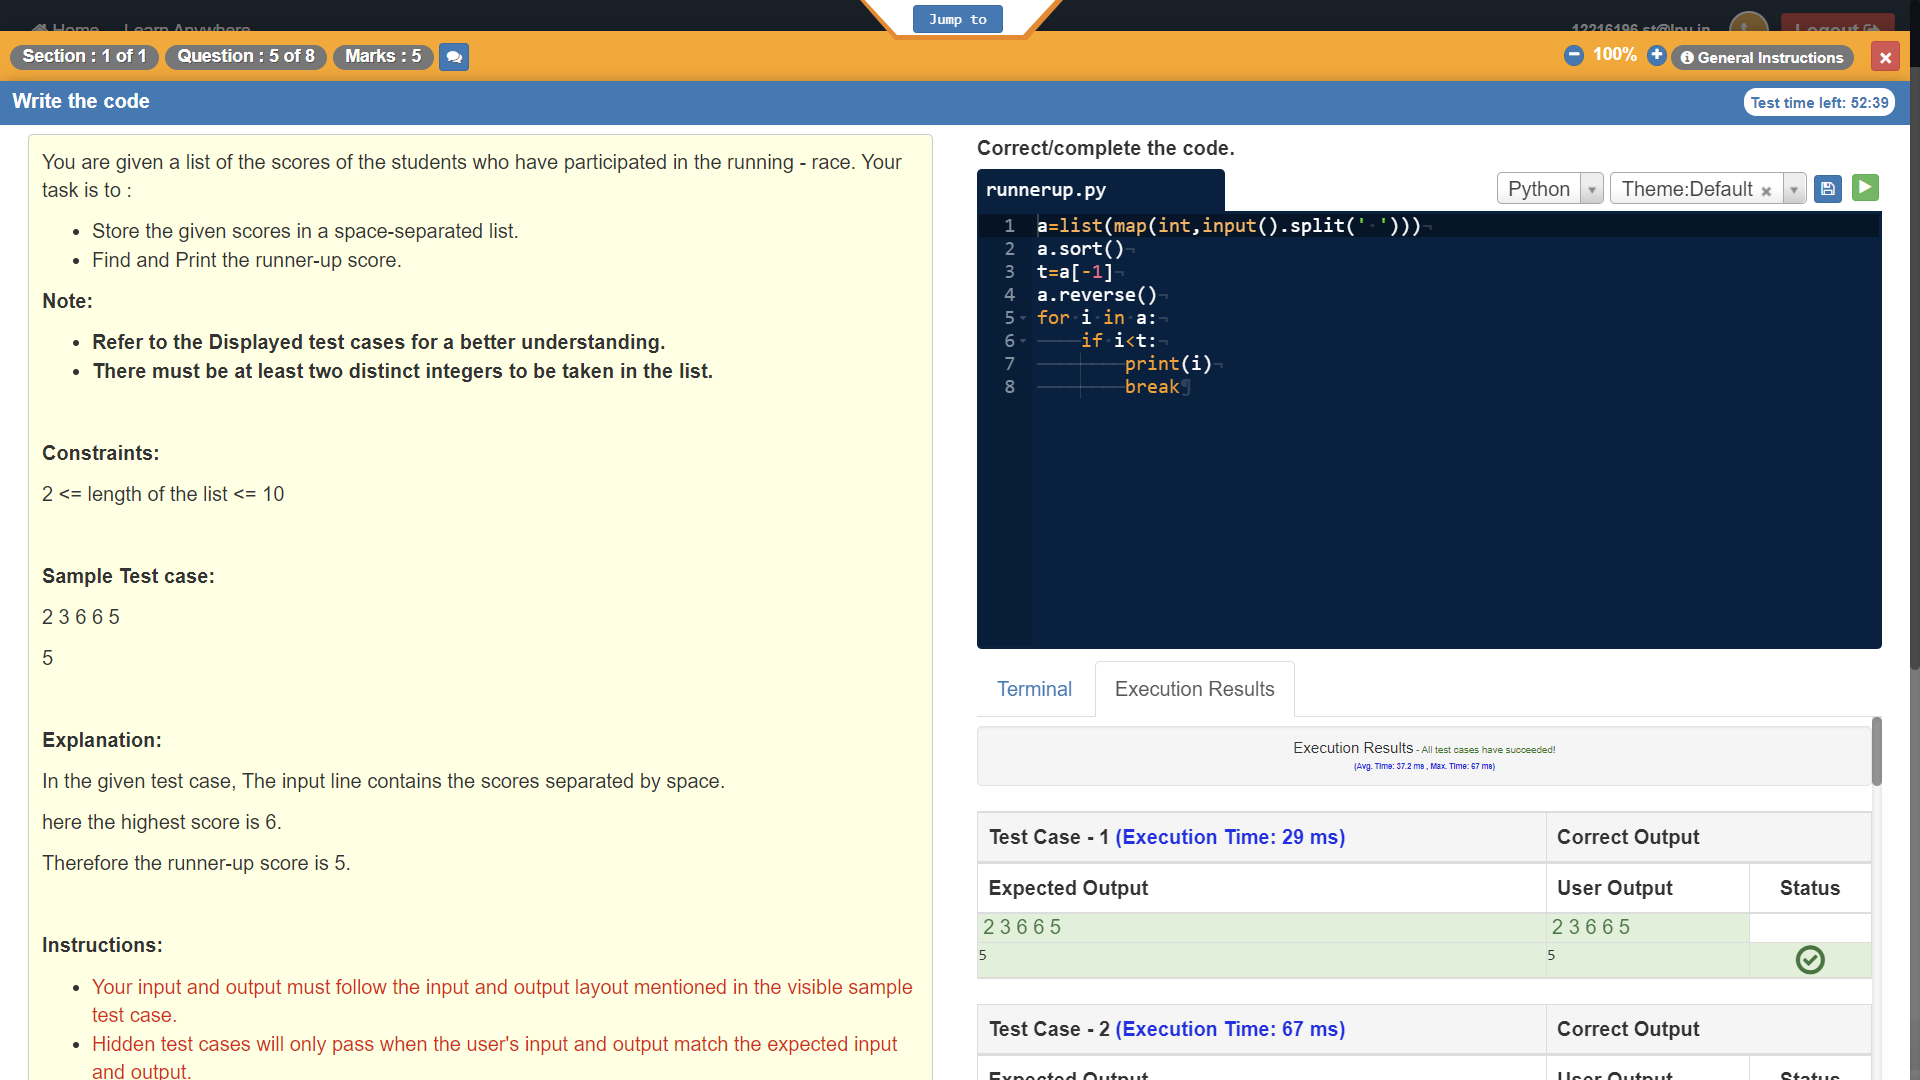 Jump to
Home Learn Anywhere
12216196.st@lpu.in
Logout
Section : 1 of 1
Question : 5 of 8
Marks : 5
100%
General Instructions
Write the code
Test time left: 52:39
You are given a list of the scores of the students who have participated in the running - race. Your
task is to :
• Store the given scores in a space-separated list.
• Find and Print the runner-up score.
Note:
• Refer to the Displayed test cases for a better understanding.
• There must be at least two distinct integers to be taken in the list.
Constraints:
2 <= length of the list <= 10
Sample Test case:
2 3 6 6 5
5
Explanation:
In the given test case, The input line contains the scores separated by space.
here the highest score is 6.
Therefore the runner-up score is 5.
Instructions:
• Your input and output must follow the input and output layout mentioned in the visible sample
test case.
• Hidden test cases will only pass when the user's input and output match the expected input
and output.
Correct/complete the code.
runnerup.py
Python
Theme:Default ×
1 a=list(map(int,input().split(' ')))
2 a.sort()
3 t=a[-1]
4 a.reverse()
5 for i in a:
6     if i<t:
7         print(i)
8         break
Terminal
Execution Results
Execution Results - All test cases have succeeded!
(Avg. Time: 37.2 ms , Max. Time: 67 ms)
Test Case - 1 (Execution Time: 29 ms)
Correct Output
Expected Output
User Output
Status
2 3 6 6 5
2 3 6 6 5
5
5
Test Case - 2 (Execution Time: 67 ms)
Correct Output
Expected Output
User Output
Status